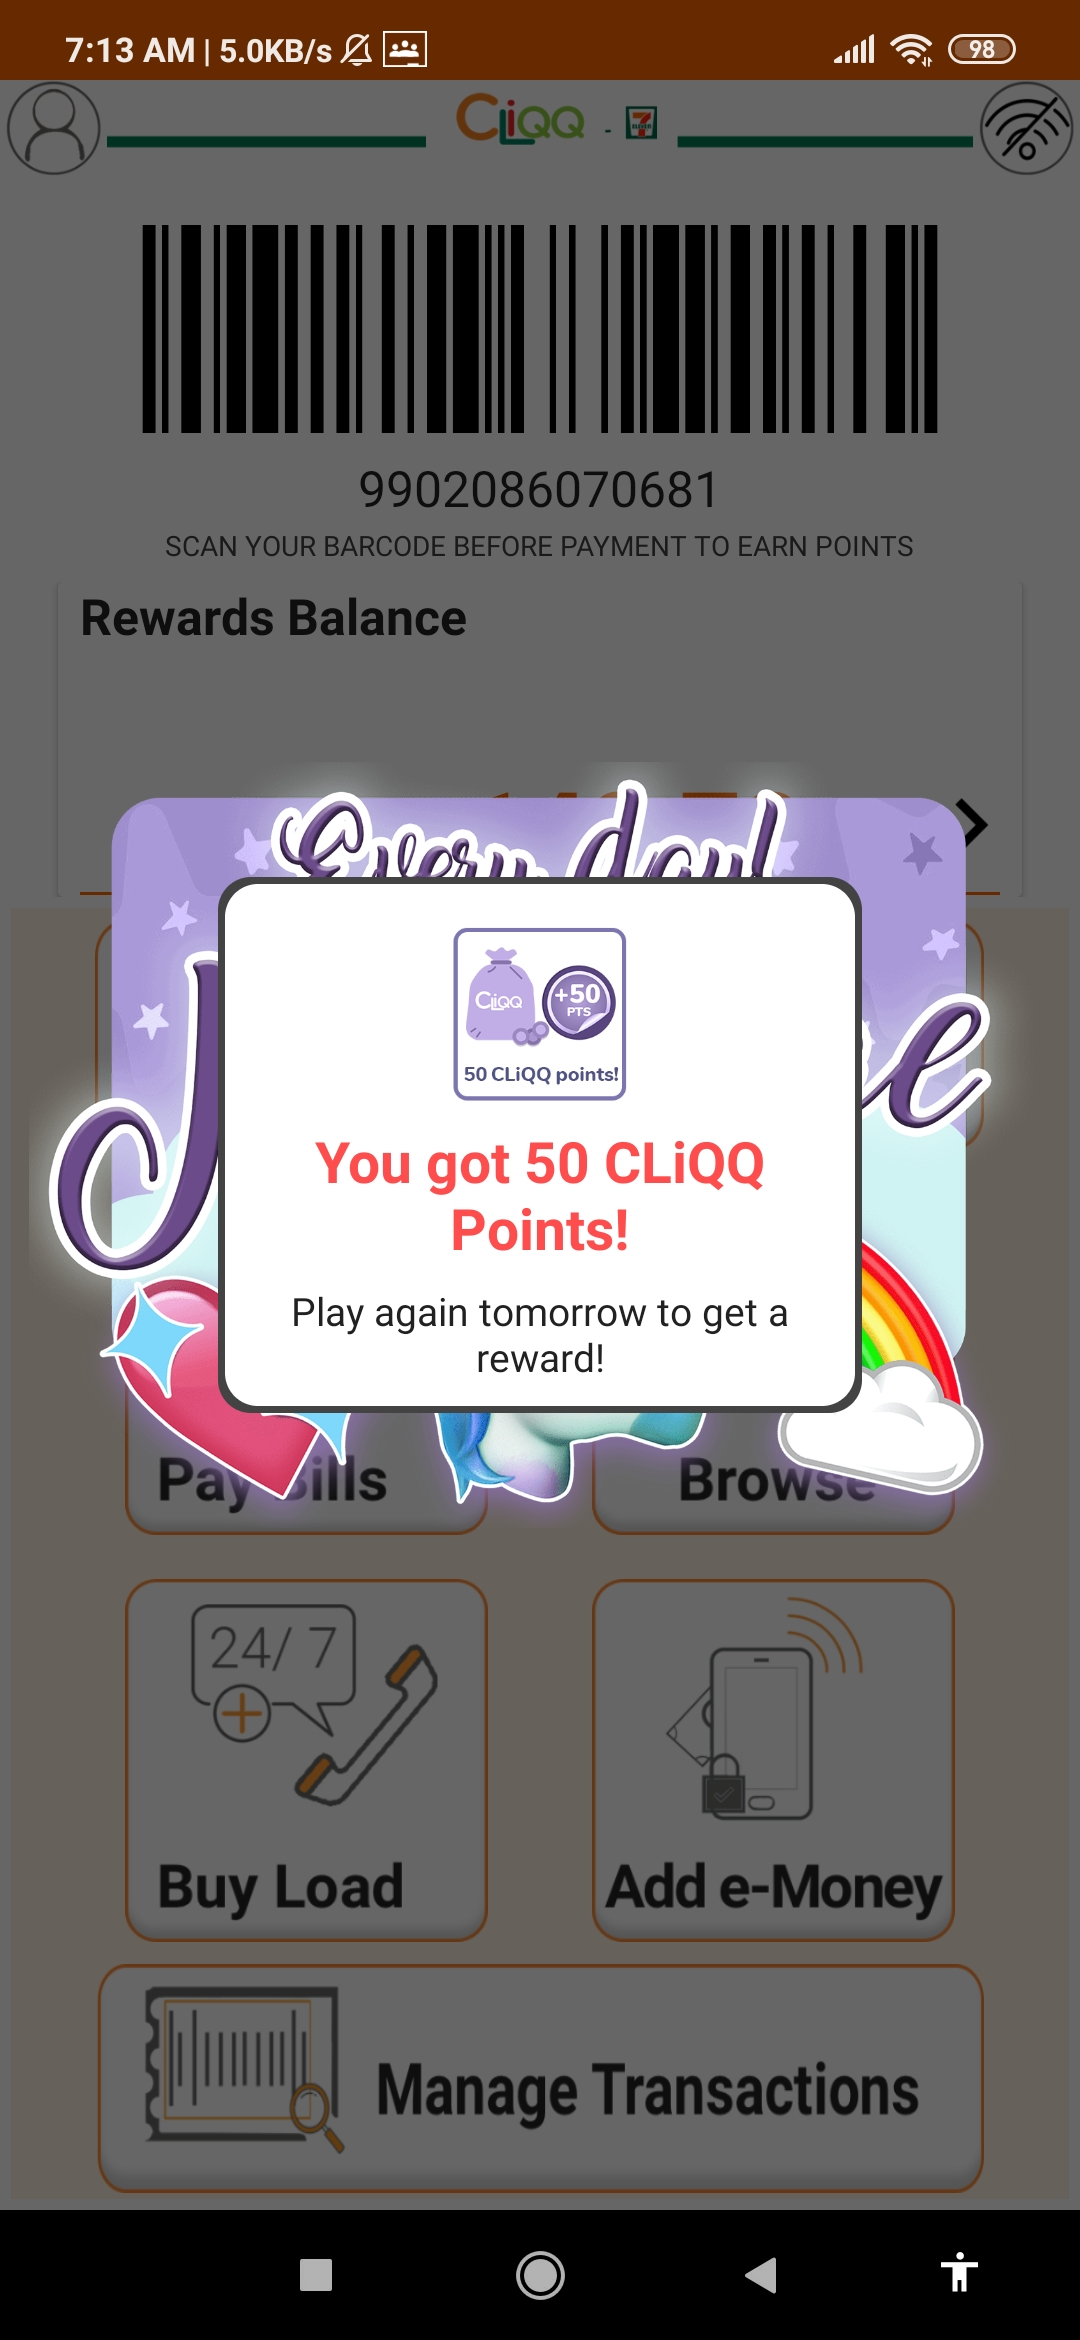 7:13 AM | 5.0KB/s
98
CLiQQ - 7 ELEVEN
9902086070681
SCAN YOUR BARCODE BEFORE PAYMENT TO EARN POINTS
Rewards Balance
Every day!
CLiQQ
+50
PTS
50 CLiQQ points!
You got 50 CLiQQ
Points!
Play again tomorrow to get a
reward!
Pay Bills
Browse
24/7
Buy Load
Add e-Money
Manage Transactions